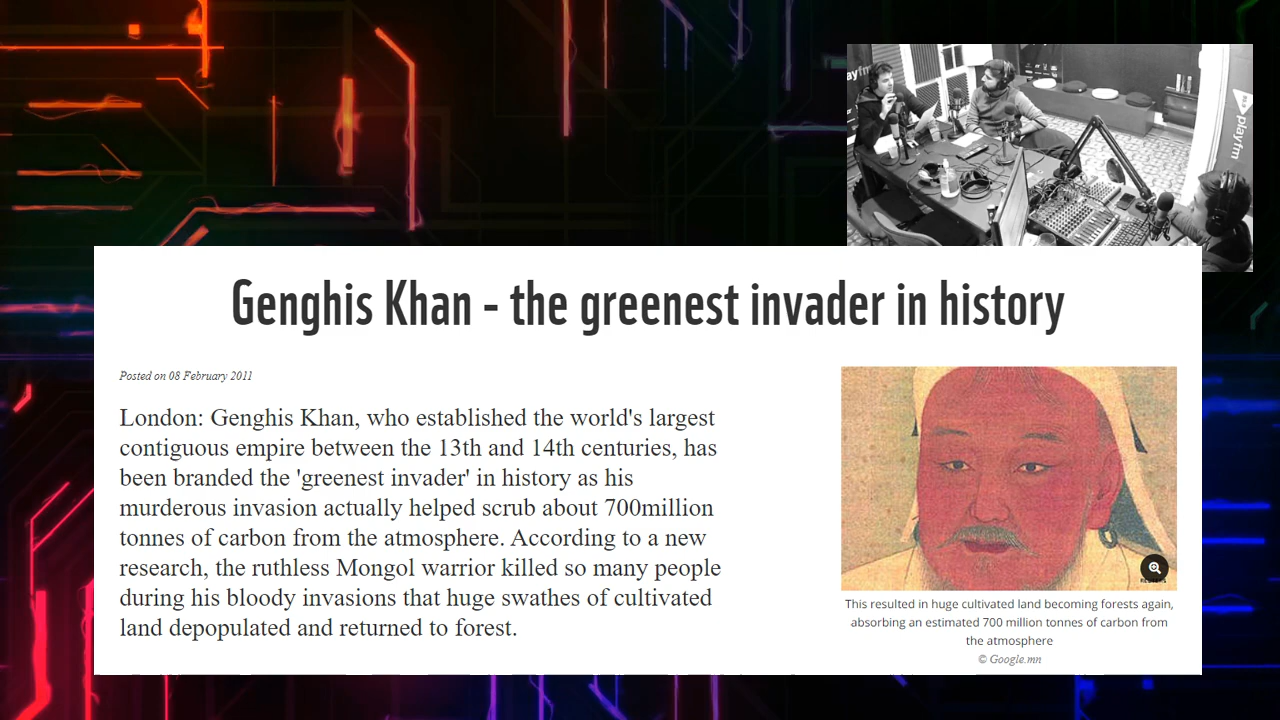 ayfm
playfm
Genghis Khan - the greenest invader in history
Posted on 08 February 2011
London: Genghis Khan, who established the world's largest
contiguous empire between the 13th and 14th centuries, has
been branded the 'greenest invader' in history as his
murderous invasion actually helped scrub about 700million
tonnes of carbon from the atmosphere. According to a new
research, the ruthless Mongol warrior killed so many people
during his bloody invasions that huge swathes of cultivated
land depopulated and returned to forest.
This resulted in huge cultivated land becoming forests again,
absorbing an estimated 700 million tonnes of carbon from
the atmosphere
© Google.mn